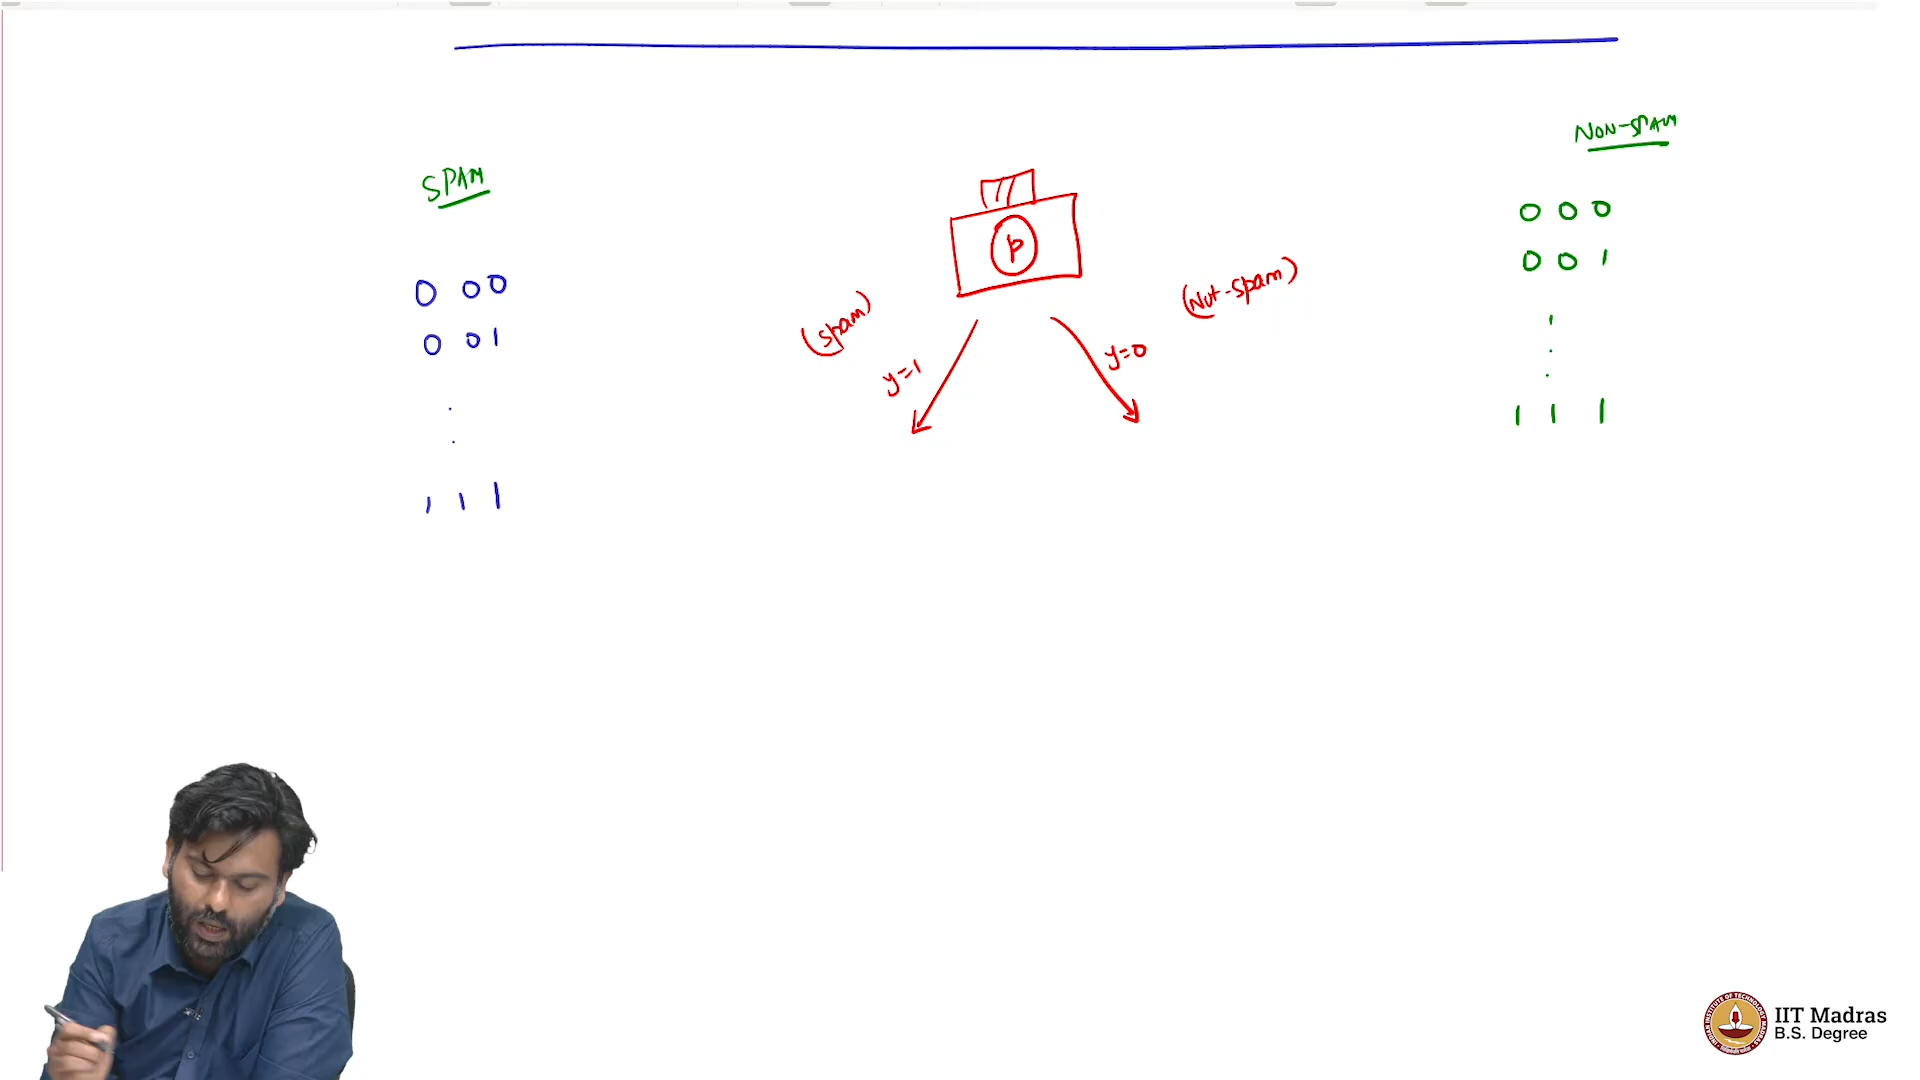 SPAM
0 0 0
0 0 1
1 1 1
p
(spam)
y=1
(Not-spam)
y=0
NON-SPAM
0 0 0
0 0 1
1 1 1
IIT Madras
B.S. Degree